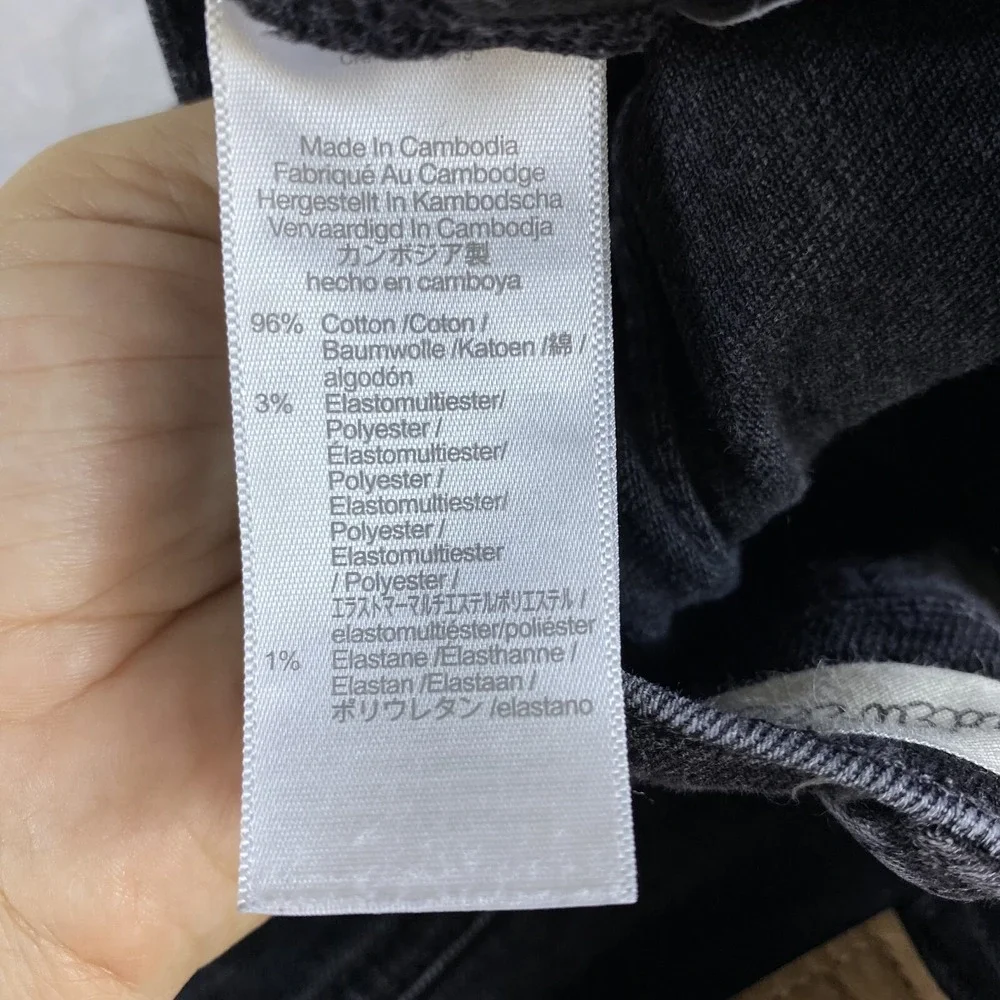 Made In Cambodia
Fabriqué Au Cambodge
Hergestellt In Kambodscha
Vervaardigd In Cambodja
カンボジア製
hecho en camboya
96% Cotton /Coton /
Baumwolle /Katoen /綿 /
algodón
3% Elastomultiester/
Polyester /
Elastomultiester/
Polyester /
Elastomultiester/
Polyester /
Elastomultiester
/ Polyester /
エラストマーマルチエステル/ポリエステル /
elastomultiéster/poliéster
1% Elastane /Elasthanne /
Elastan /Elastaan /
ポリウレタン /elastano